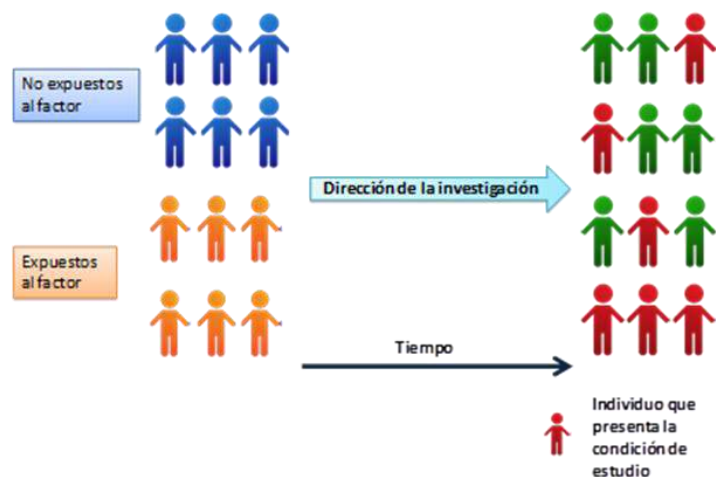 No expuestos
al factor
Dirección de la investigación
Expuestos
al factor
Tiempo
Individuo que
presenta la
condición de
estudio